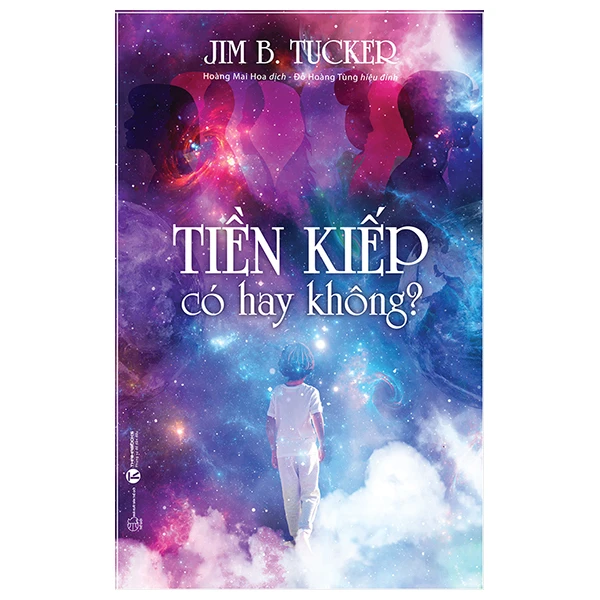 JIM B. TUCKER
Hoàng Mai Hoa dịch - Đỗ Hoàng Tùng hiệu đính
TIỀN KIẾP
có hay không?